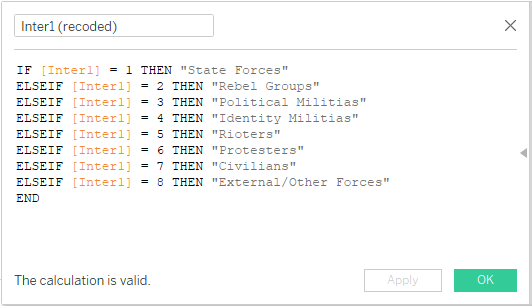 Inter1 (recoded)
IF [Inter1] = 1 THEN "State Forces"
ELSEIF [Inter1] = 2 THEN "Rebel Groups"
ELSEIF [Inter1] = 3 THEN "Political Militias"
ELSEIF [Inter1] = 4 THEN "Identity Militias"
ELSEIF [Inter1] = 5 THEN "Rioters"
ELSEIF [Inter1] = 6 THEN "Protesters"
ELSEIF [Inter1] = 7 THEN "Civilians"
ELSEIF [Inter1] = 8 THEN "External/Other Forces"
END
The calculation is valid. Apply OK